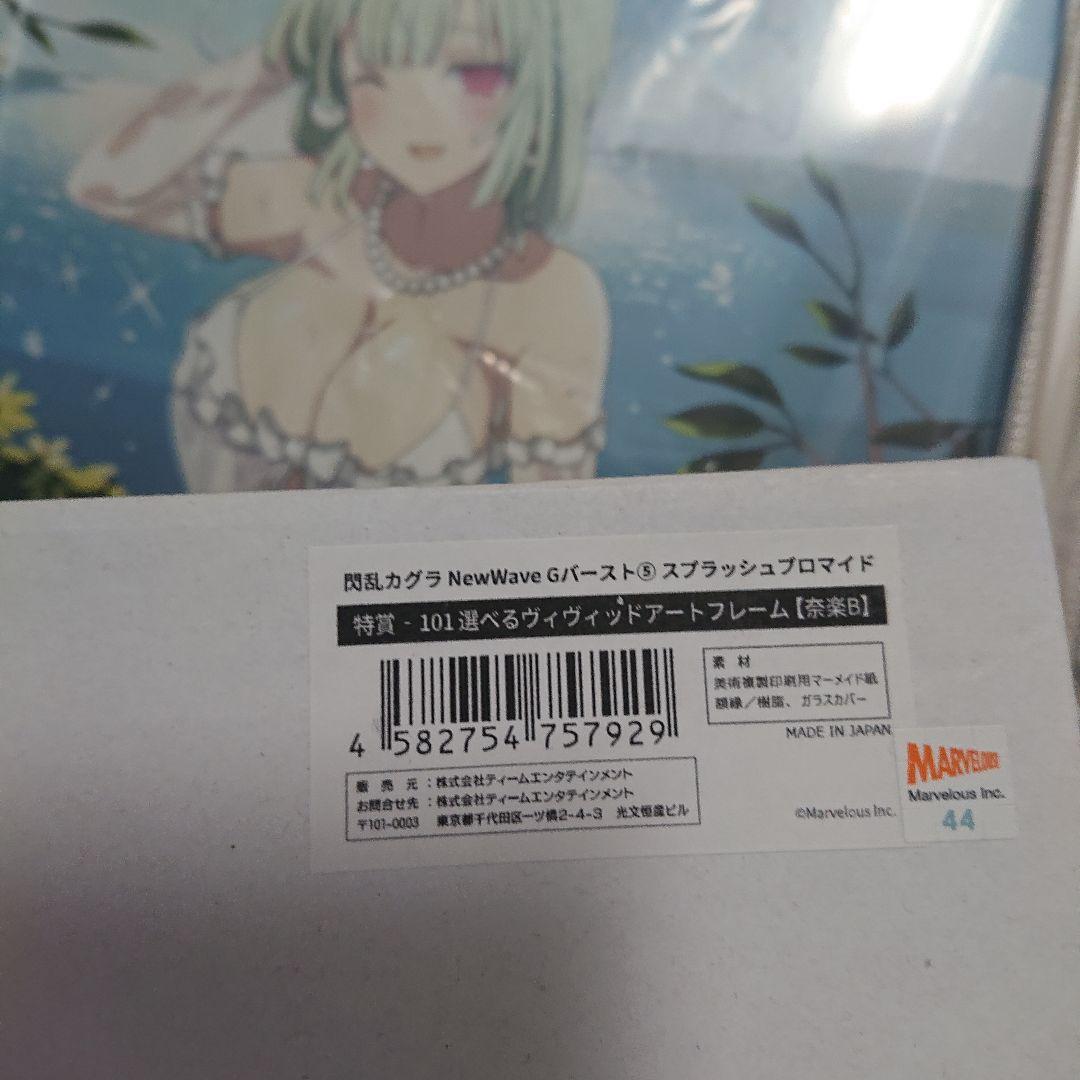 閃乱カグラ NewWave Gバースト⑤ スプラッシュブロマイド
特賞 - 101 選べるヴィヴィッドアートフレーム【奈楽B】
4 582754 757929
素 材
美術複製印刷用マーメイド紙
額縁／樹脂、ガラスカバー
MADE IN JAPAN
販 売 元 ：株式会社ティームエンタテインメント
お問合せ先 ：株式会社ティームエンタテインメント
〒101-0003 東京都千代田区一ツ橋2-4-3 光文恒産ビル
©Marvelous Inc.
MARVELOUS
Marvelous Inc.
44